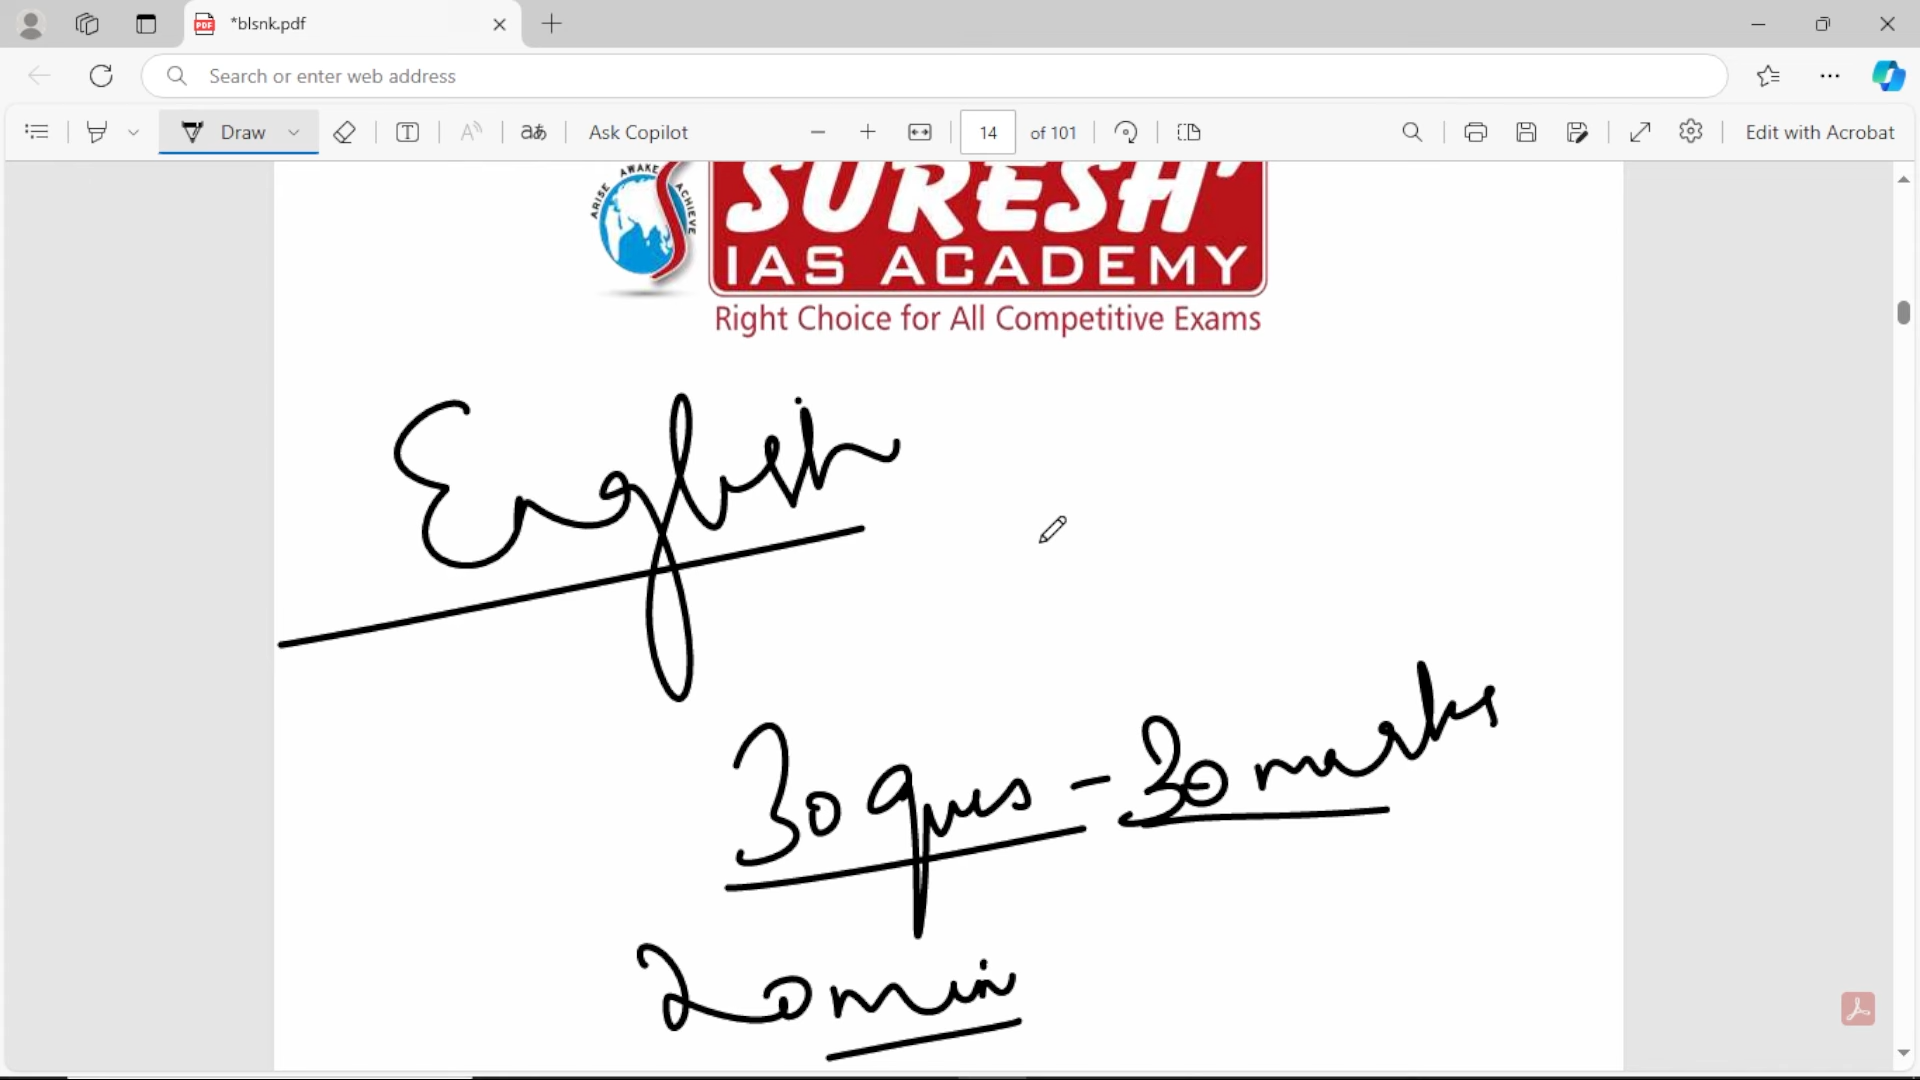 *blsnk.pdf
Search or enter web address
Draw
Ask Copilot
14 of 101
Edit with Acrobat
ARISE AWAKE ACHIEVE
SURESH'
IAS ACADEMY
Right Choice for All Competitive Exams
English
30 ques - 30 marks
20 min